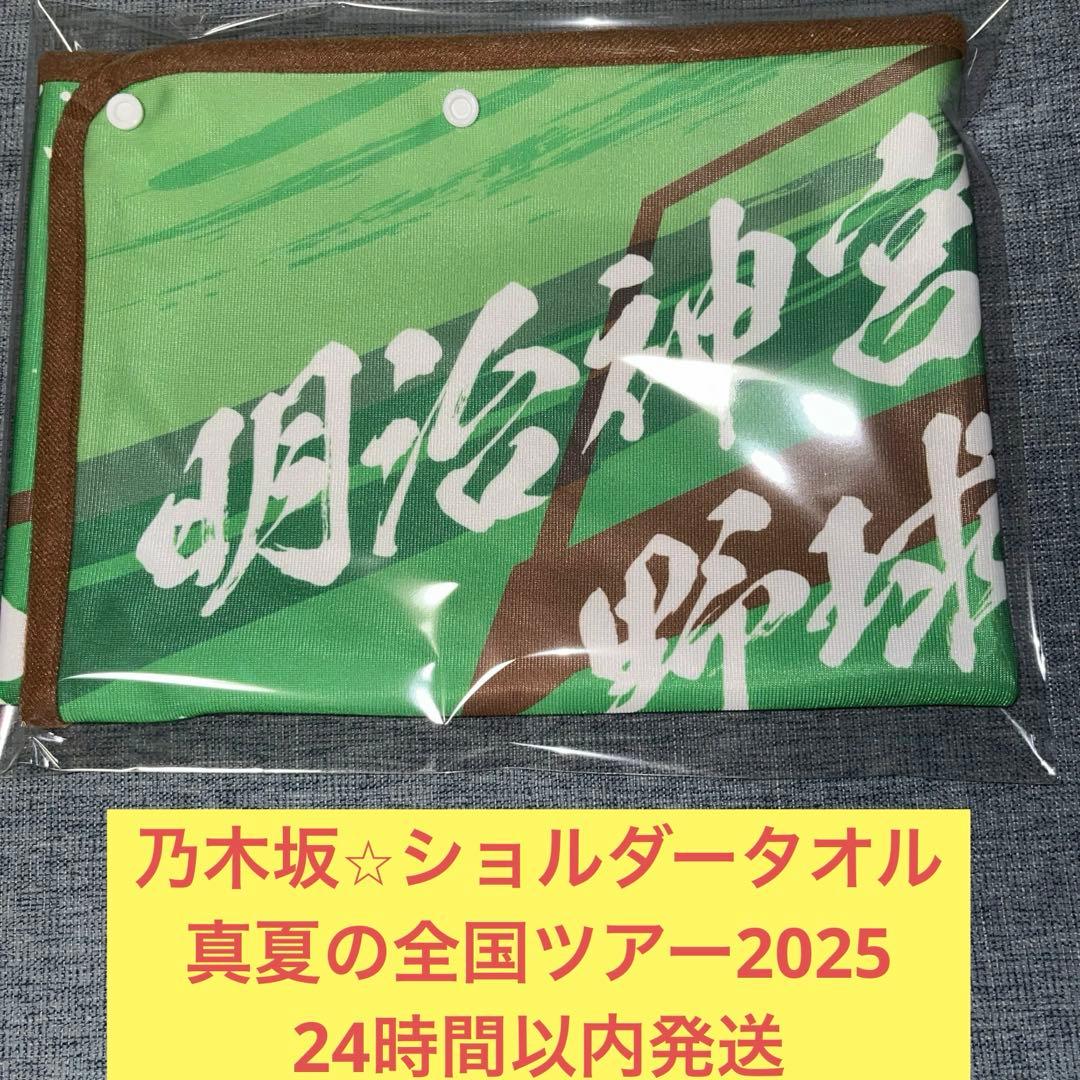 明治神宮
野球
乃木坂☆ショルダータオル
真夏の全国ツアー2025
24時間以内発送